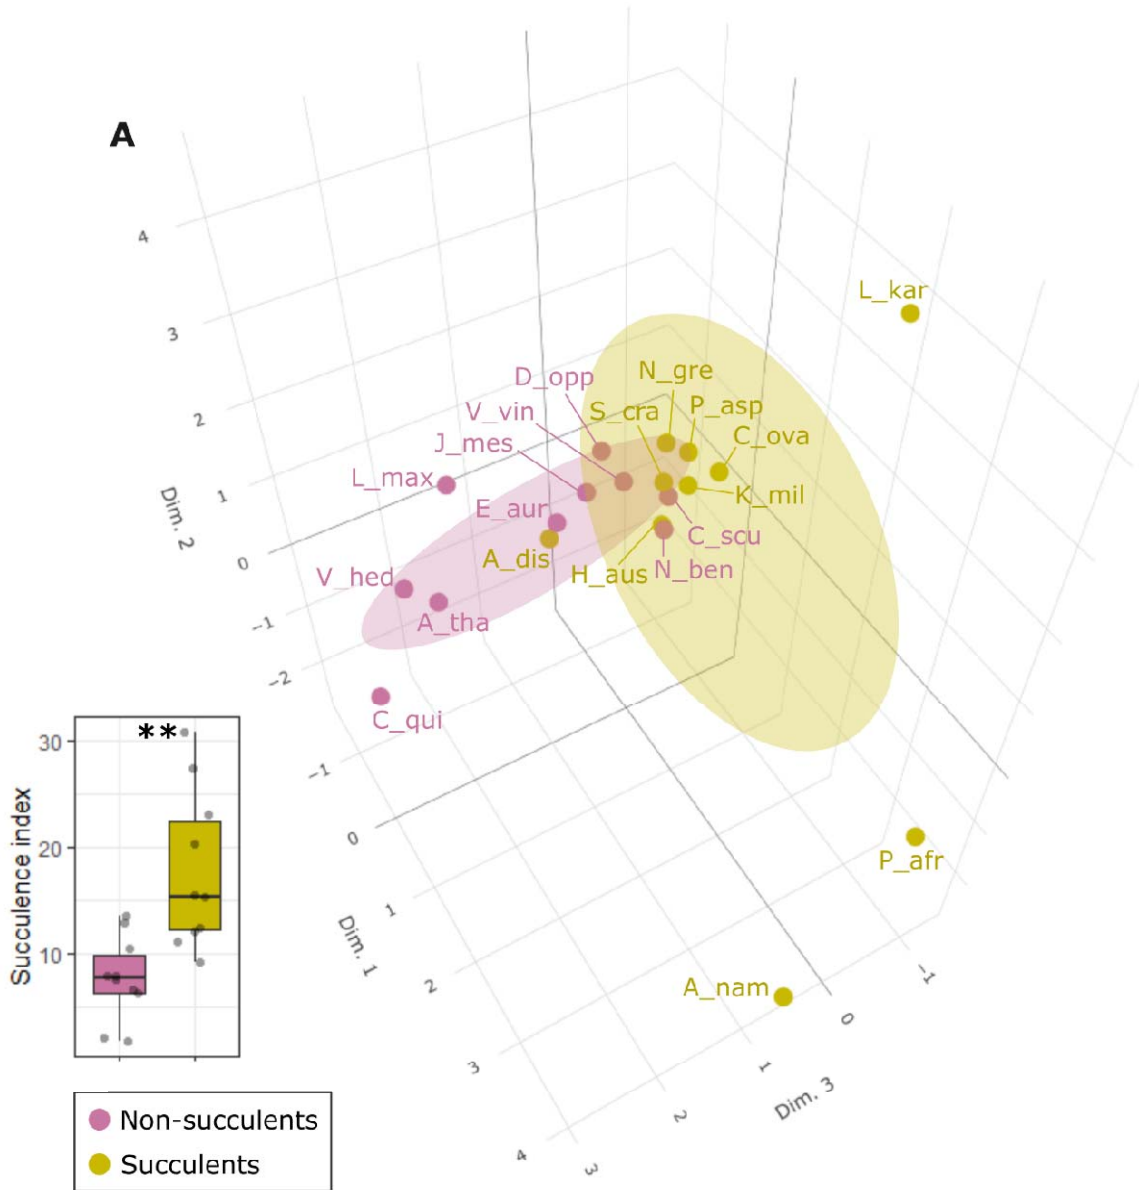 A
4
3
2
1
0
−1
−2
Dim. 2
−1
0
1
2
3
4
Dim. 1
3
2
1
0
−1
Dim. 3
L_kar
D_opp
N_gre
V_vin
S_cra
P_asp
J_mes
C_ova
L_max
K_mil
E_aur
C_scu
A_dis
H_aus
N_ben
V_hed
A_tha
C_qui
P_afr
A_nam
**
30
20
10
Succulence index
Non-succulents
Succulents